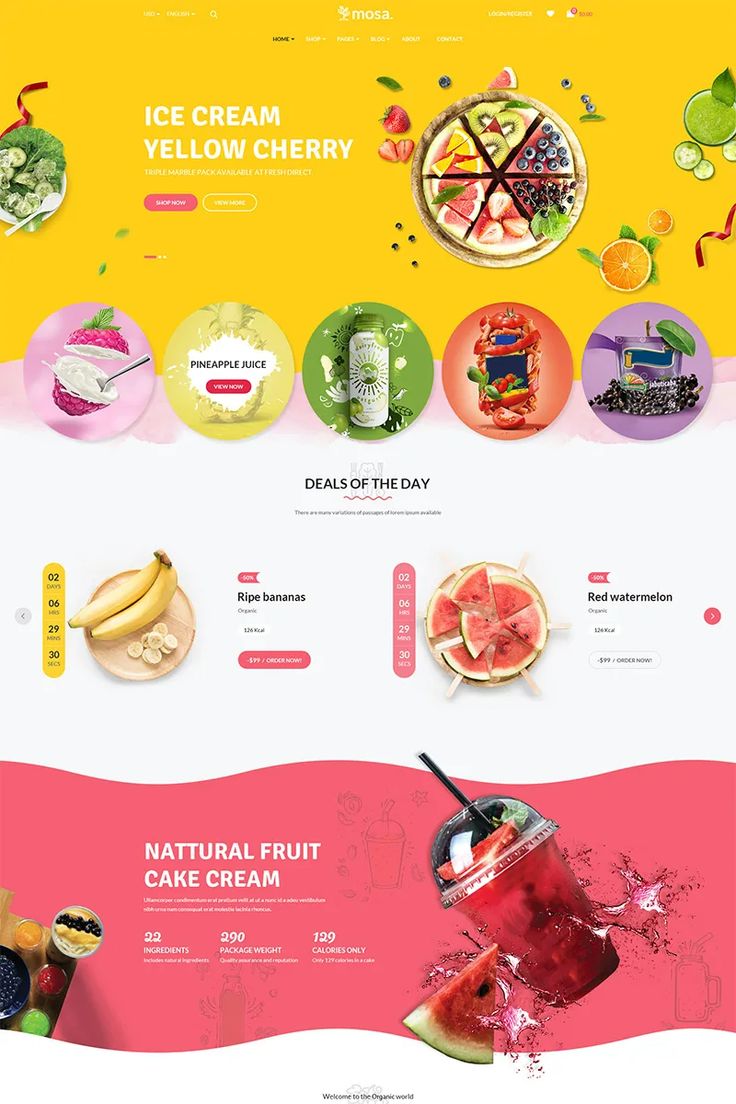 USD
ENGLISH
mosa.
LOGIN/REGISTER
0
$0.00
HOME
SHOP
PAGES
BLOG
ABOUT
CONTACT
ICE CREAM
YELLOW CHERRY
TRIPLE MARBLE PACK AVAILABLE AT FRESH DIRECT.
SHOP NOW
VIEW MORE
PINEAPPLE JUICE
VIEW NOW
jabuticaba
DEALS OF THE DAY
There are many variations of passages of lorem ipsum available
02
DAYS
06
HRS
29
MINS
30
SECS
-50%
Ripe bananas
Organic
126 Kcal
-$99 / ORDER NOW!
02
DAYS
06
HRS
29
MINS
30
SECS
-50%
Red watermelon
Organic
126 Kcal
-$99 / ORDER NOW!
NATTURAL FRUIT
CAKE CREAM
Ullamcorper condimentum erat pretium velit at ut a nunc id a adeu vestibulum
nibh urna nam consequat erat molestie lacinia rhoncus.
22
INGREDIENTS
Includes natural ingredients
290
PACKAGE WEIGHT
Quality assurance and reputation
129
CALORIES ONLY
Only 129 calories in a cake
Welcome to the Organic world